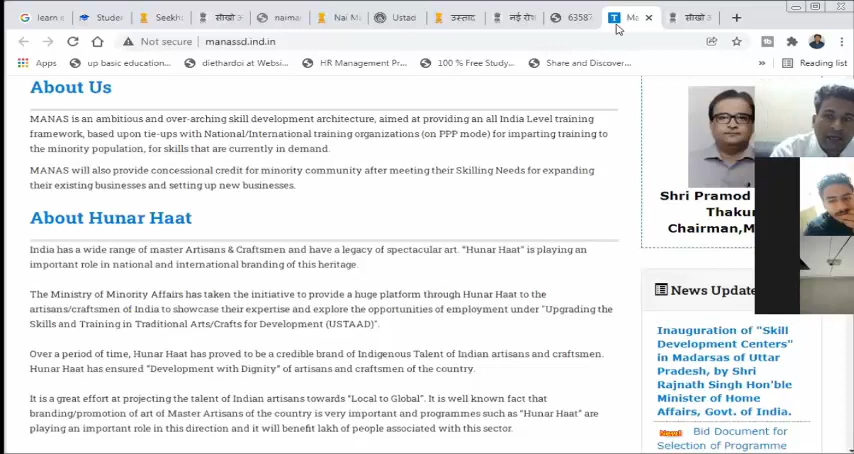 learn
Studer
Seekh
सीखो
naimar
Nai M
Ustad
उस्ताद
नई रोश
63587
Ma
सीखो
Not secure
manassd.ind.in
Apps
up basic education...
diethardoi at Websi...
HR Management Pr...
100 % Free Study...
Share and Discover...
Reading list
About Us
MANAS is an ambitious and over-arching skill development architecture, aimed at providing an all India Level training
framework, based upon tie-ups with National/International training organizations (on PPP mode) for imparting training to
the minority population, for skills that are currently in demand.
MANAS will also provide concessional credit for minority community after meeting their Skilling Needs for expanding
their existing businesses and setting up new businesses.
About Hunar Haat
India has a wide range of master Artisans & Craftsmen and have a legacy of spectacular art. "Hunar Haat" is playing an
important role in national and international branding of this heritage.
The Ministry of Minority Affairs has taken the initiative to provide a huge platform through Hunar Haat to the
artisans/craftsmen of India to showcase their expertise and explore the opportunities of employment under "Upgrading the
Skills and Training in Traditional Arts/Crafts for Development (USTAAD)".
Over a period of time, Hunar Haat has proved to be a credible brand of Indigenous Talent of Indian artisans and craftsmen.
Hunar Haat has ensured "Development with Dignity" of artisans and craftsmen of the country.
It is a great effort at projecting the talent of Indian artisans towards "Local to Global". It is well known fact that
branding/promotion of art of Master Artisans of the country is very important and programmes such as "Hunar Haat" are
playing an important role in this direction and it will benefit lakh of people associated with this sector.
Shri Pramod
Thaku
Chairman,M
News Update
Inauguration of "Skill
Development Centers"
in Madarsas of Uttar
Pradesh, by Shri
Rajnath Singh Hon'ble
Minister of Home
Affairs, Govt. of India.
New! Bid Document for
Selection of Programme